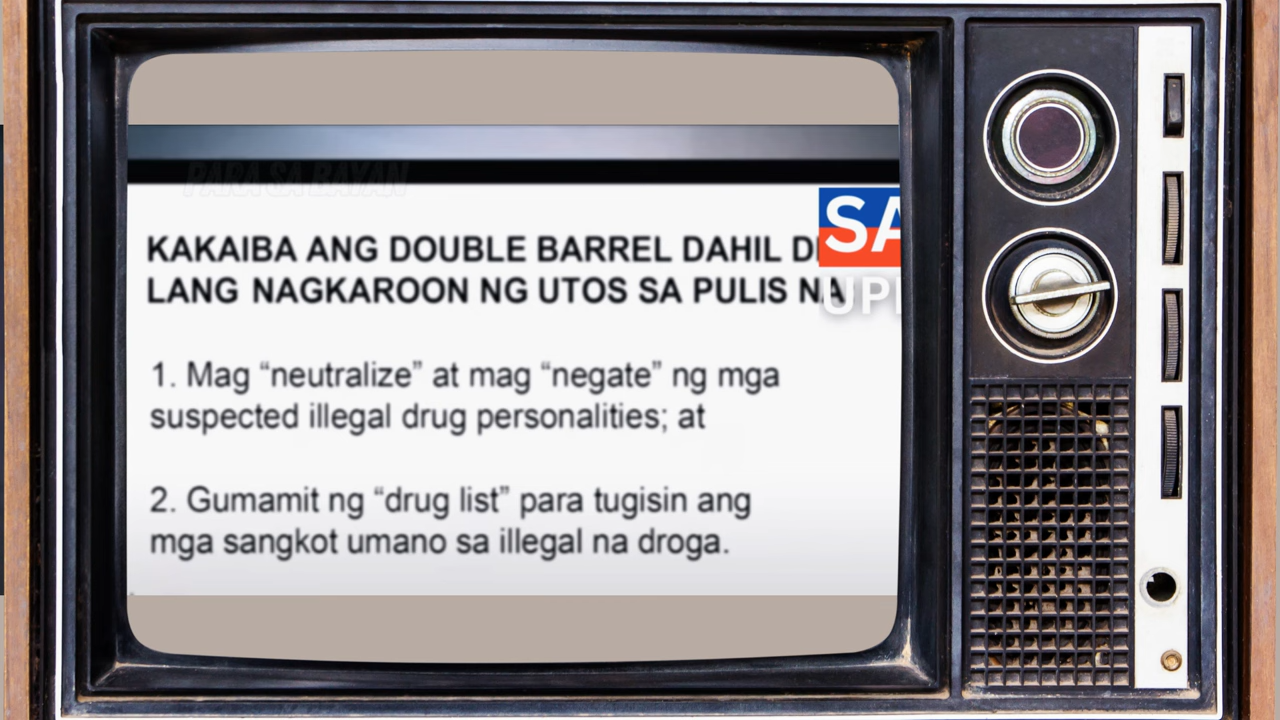 PARA SA BAYAN
KAKAIBA ANG DOUBLE BARREL DAHIL
SA
LANG NAGKAROON NG UTOS SA PULIS NA
1. Mag “neutralize” at mag “negate” ng mga
suspected illegal drug personalities; at
2. Gumamit ng “drug list” para tugisin ang
mga sangkot umano sa illegal na droga.